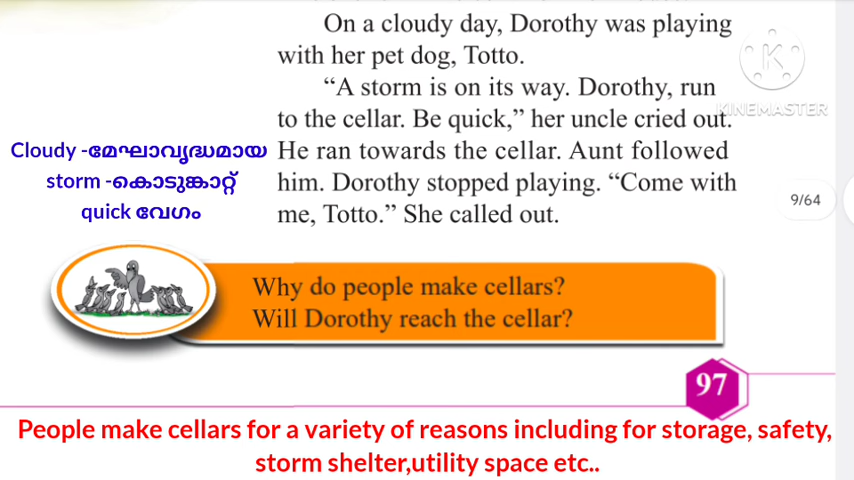 On a cloudy day, Dorothy was playing
with her pet dog, Totto.
“A storm is on its way. Dorothy, run
to the cellar. Be quick,” her uncle cried out.
He ran towards the cellar. Aunt followed
him. Dorothy stopped playing. “Come with
me, Totto.” She called out.
KINEMASTER
Cloudy -മേഘാവൃദ്ധമായ
storm -കൊടുങ്കാറ്റ്
quick വേഗം
9/64
Why do people make cellars?
Will Dorothy reach the cellar?
97
People make cellars for a variety of reasons including for storage, safety,
storm shelter,utility space etc..